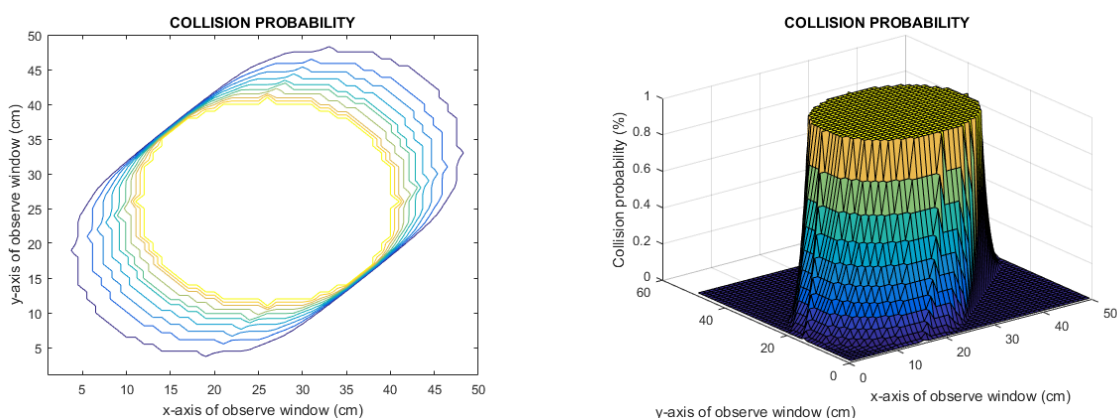 COLLISION PROBABILITY
50
45
40
35
30
25
20
15
10
5
y-axis of observe window (cm)
5 10 15 20 25 30 35 40 45 50
x-axis of observe window (cm)
COLLISION PROBABILITY
1
0.8
0.6
0.4
0.2
0
Collision probability (%)
60
40
20
0
y-axis of observe window (cm)
0 10 20 30 40 50
x-axis of observe window (cm)